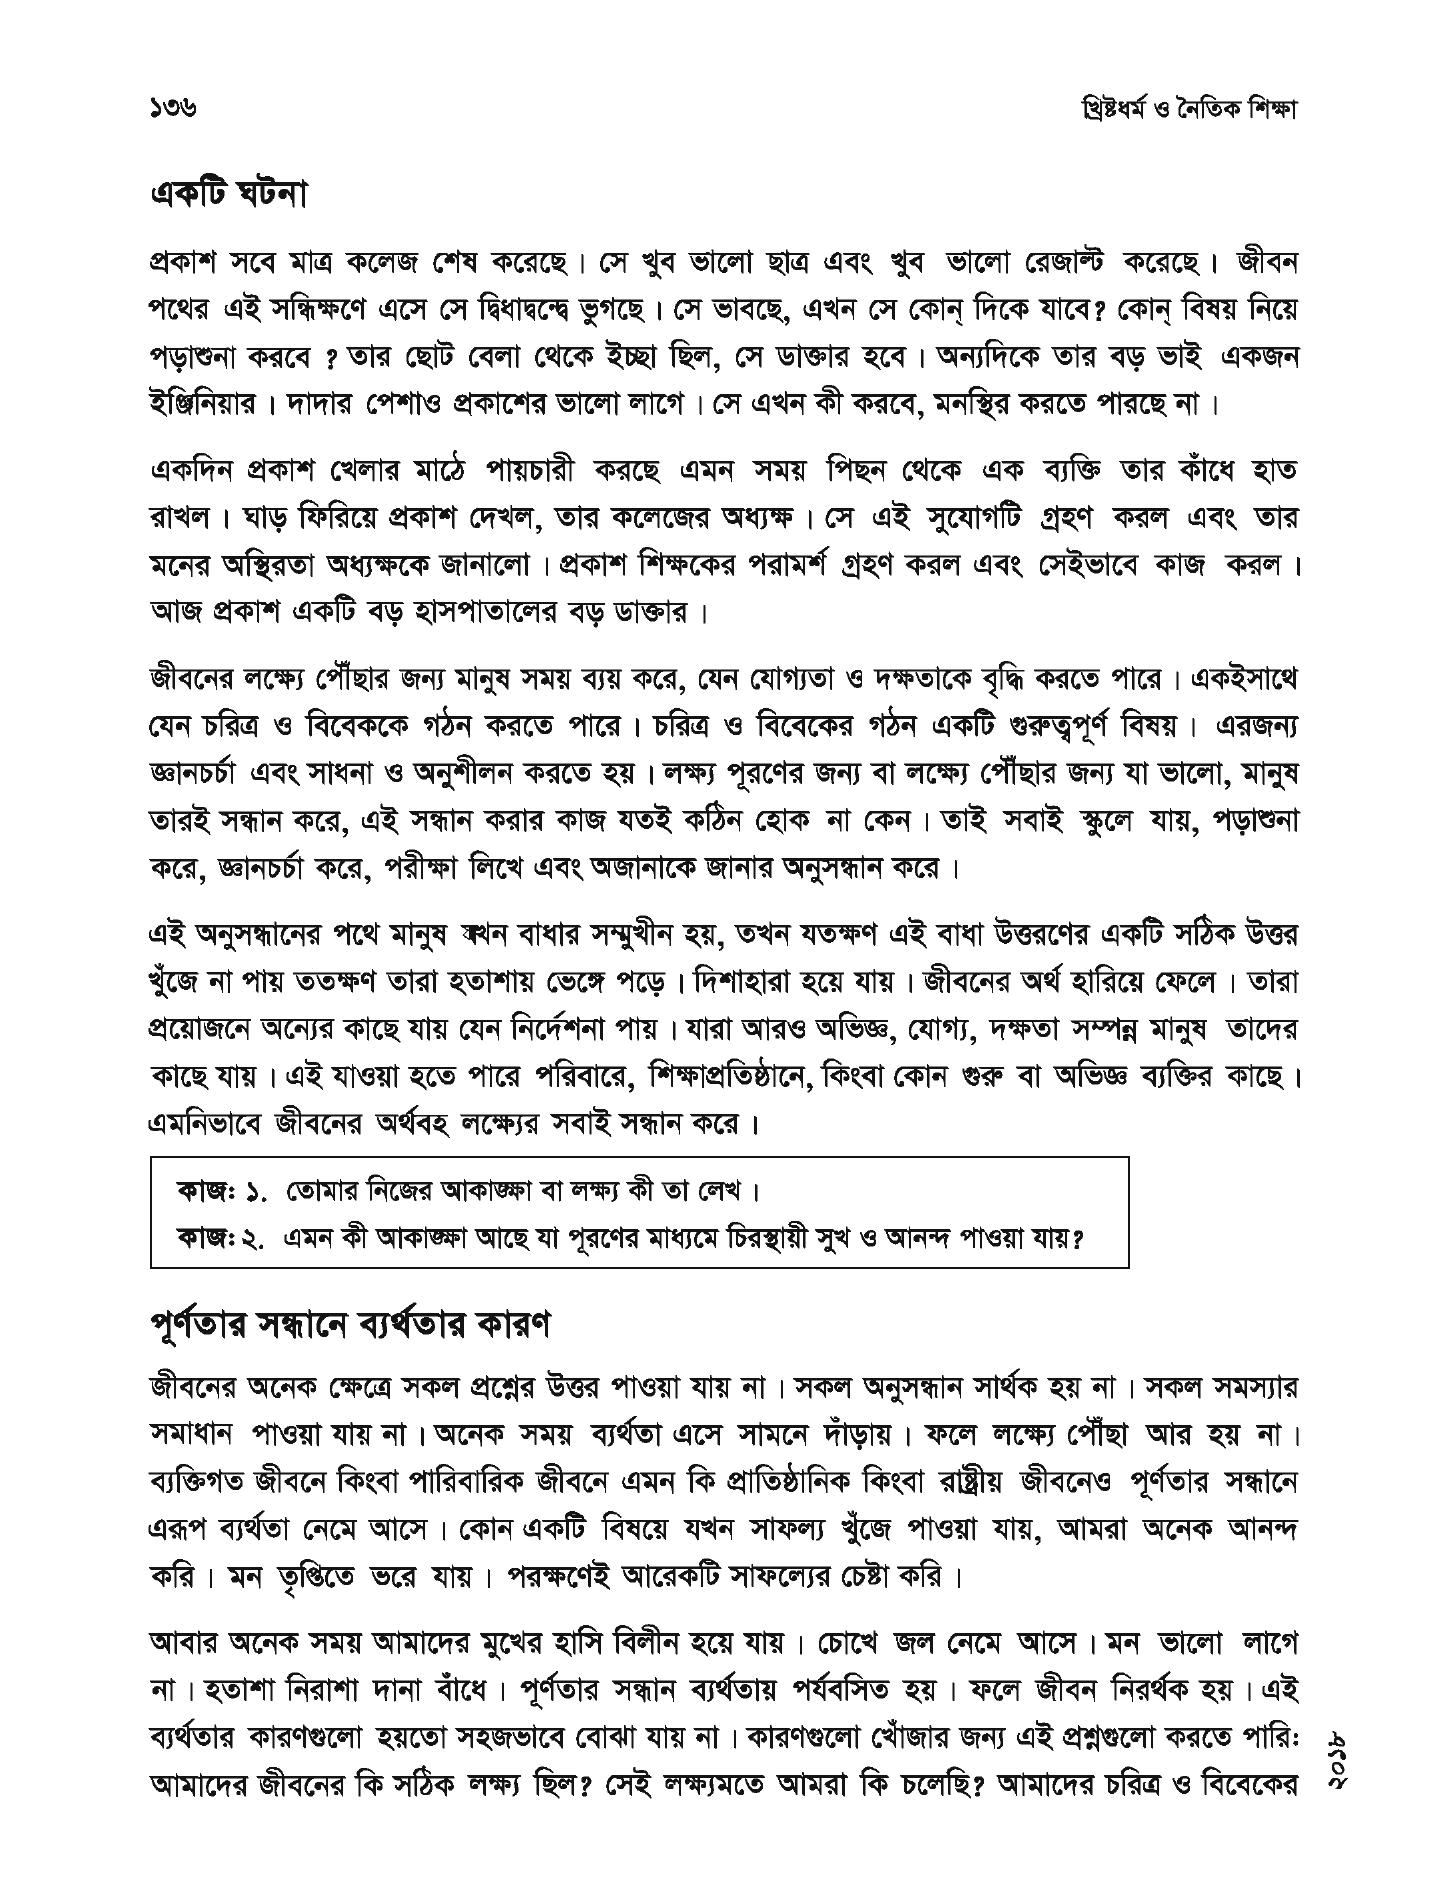 ১৩৬
খ্রিষ্টধর্ম ও নৈতিক শিক্ষা
একটি ঘটনা
প্রকাশ সবে মাত্র কলেজ শেষ করেছে। সে খুব ভালো ছাত্র এবং খুব ভালো রেজাল্ট করেছে। জীবন
পথের এই সন্ধিক্ষণে এসে সে দ্বিধাদ্বন্দ্বে ভুগছে। সে ভাবছে, এখন সে কোন্ দিকে যাবে? কোন্ বিষয় নিয়ে
পড়াশুনা করবে ? তার ছোট বেলা থেকে ইচ্ছা ছিল, সে ডাক্তার হবে। অন্যদিকে তার বড় ভাই একজন
ইঞ্জিনিয়ার। দাদার পেশাও প্রকাশের ভালো লাগে। সে এখন কী করবে, মনস্থির করতে পারছে না।
একদিন প্রকাশ খেলার মাঠে পায়চারী করছে এমন সময় পিছন থেকে এক ব্যক্তি তার কাঁধে হাত
রাখল। ঘাড় ফিরিয়ে প্রকাশ দেখল, তার কলেজের অধ্যক্ষ। সে এই সুযোগটি গ্রহণ করল এবং তার
মনের অস্থিরতা অধ্যক্ষকে জানালো। প্রকাশ শিক্ষকের পরামর্শ গ্রহণ করল এবং সেইভাবে কাজ করল।
আজ প্রকাশ একটি বড় হাসপাতালের বড় ডাক্তার।
জীবনের লক্ষ্যে পৌঁছার জন্য মানুষ সময় ব্যয় করে, যেন যোগ্যতা ও দক্ষতাকে বৃদ্ধি করতে পারে। একইসাথে
যেন চরিত্র ও বিবেককে গঠন করতে পারে। চরিত্র ও বিবেকের গঠন একটি গুরুত্বপূর্ণ বিষয়। এরজন্য
জ্ঞানচর্চা এবং সাধনা ও অনুশীলন করতে হয়। লক্ষ্য পূরণের জন্য বা লক্ষ্যে পৌঁছার জন্য যা ভালো, মানুষ
তারই সন্ধান করে, এই সন্ধান করার কাজ যতই কঠিন হোক না কেন। তাই সবাই স্কুলে যায়, পড়াশুনা
করে, জ্ঞানচর্চা করে, পরীক্ষা লিখে এবং অজানাকে জানার অনুসন্ধান করে।
এই অনুসন্ধানের পথে মানুষ যখন বাধার সম্মুখীন হয়, তখন যতক্ষণ এই বাধা উত্তরণের একটি সঠিক উত্তর
খুঁজে না পায় ততক্ষণ তারা হতাশায় ভেঙ্গে পড়ে। দিশাহারা হয়ে যায়। জীবনের অর্থ হারিয়ে ফেলে। তারা
প্রয়োজনে অন্যের কাছে যায় যেন নির্দেশনা পায়। যারা আরও অভিজ্ঞ, যোগ্য, দক্ষতা সম্পন্ন মানুষ তাদের
কাছে যায়। এই যাওয়া হতে পারে পরিবারে, শিক্ষাপ্রতিষ্ঠানে, কিংবা কোন গুরু বা অভিজ্ঞ ব্যক্তির কাছে।
এমনিভাবে জীবনের অর্থবহ লক্ষ্যের সবাই সন্ধান করে।
কাজ: ১. তোমার নিজের আকাঙ্ক্ষা বা লক্ষ্য কী তা লেখ।
কাজ: ২. এমন কী আকাঙ্ক্ষা আছে যা পূরণের মাধ্যমে চিরস্থায়ী সুখ ও আনন্দ পাওয়া যায়?
পূর্ণতার সন্ধানে ব্যর্থতার কারণ
জীবনের অনেক ক্ষেত্রে সকল প্রশ্নের উত্তর পাওয়া যায় না। সকল অনুসন্ধান সার্থক হয় না। সকল সমস্যার
সমাধান পাওয়া যায় না। অনেক সময় ব্যর্থতা এসে সামনে দাঁড়ায়। ফলে লক্ষ্যে পৌঁছা আর হয় না।
ব্যক্তিগত জীবনে কিংবা পারিবারিক জীবনে এমন কি প্রাতিষ্ঠানিক কিংবা রাষ্ট্রীয় জীবনেও পূর্ণতার সন্ধানে
এরূপ ব্যর্থতা নেমে আসে। কোন একটি বিষয়ে যখন সাফল্য খুঁজে পাওয়া যায়, আমরা অনেক আনন্দ
করি। মন তৃপ্তিতে ভরে যায়। পরক্ষণেই আরেকটি সাফল্যের চেষ্টা করি।
আবার অনেক সময় আমাদের মুখের হাসি বিলীন হয়ে যায়। চোখে জল নেমে আসে। মন ভালো লাগে
না। হতাশা নিরাশা দানা বাঁধে। পূর্ণতার সন্ধান ব্যর্থতায় পর্যবসিত হয়। ফলে জীবন নিরর্থক হয়। এই
ব্যর্থতার কারণগুলো হয়তো সহজভাবে বোঝা যায় না। কারণগুলো খোঁজার জন্য এই প্রশ্নগুলো করতে পারি:
আমাদের জীবনের কি সঠিক লক্ষ্য ছিল? সেই লক্ষ্যমতে আমরা কি চলেছি? আমাদের চরিত্র ও বিবেকের
২০১৮